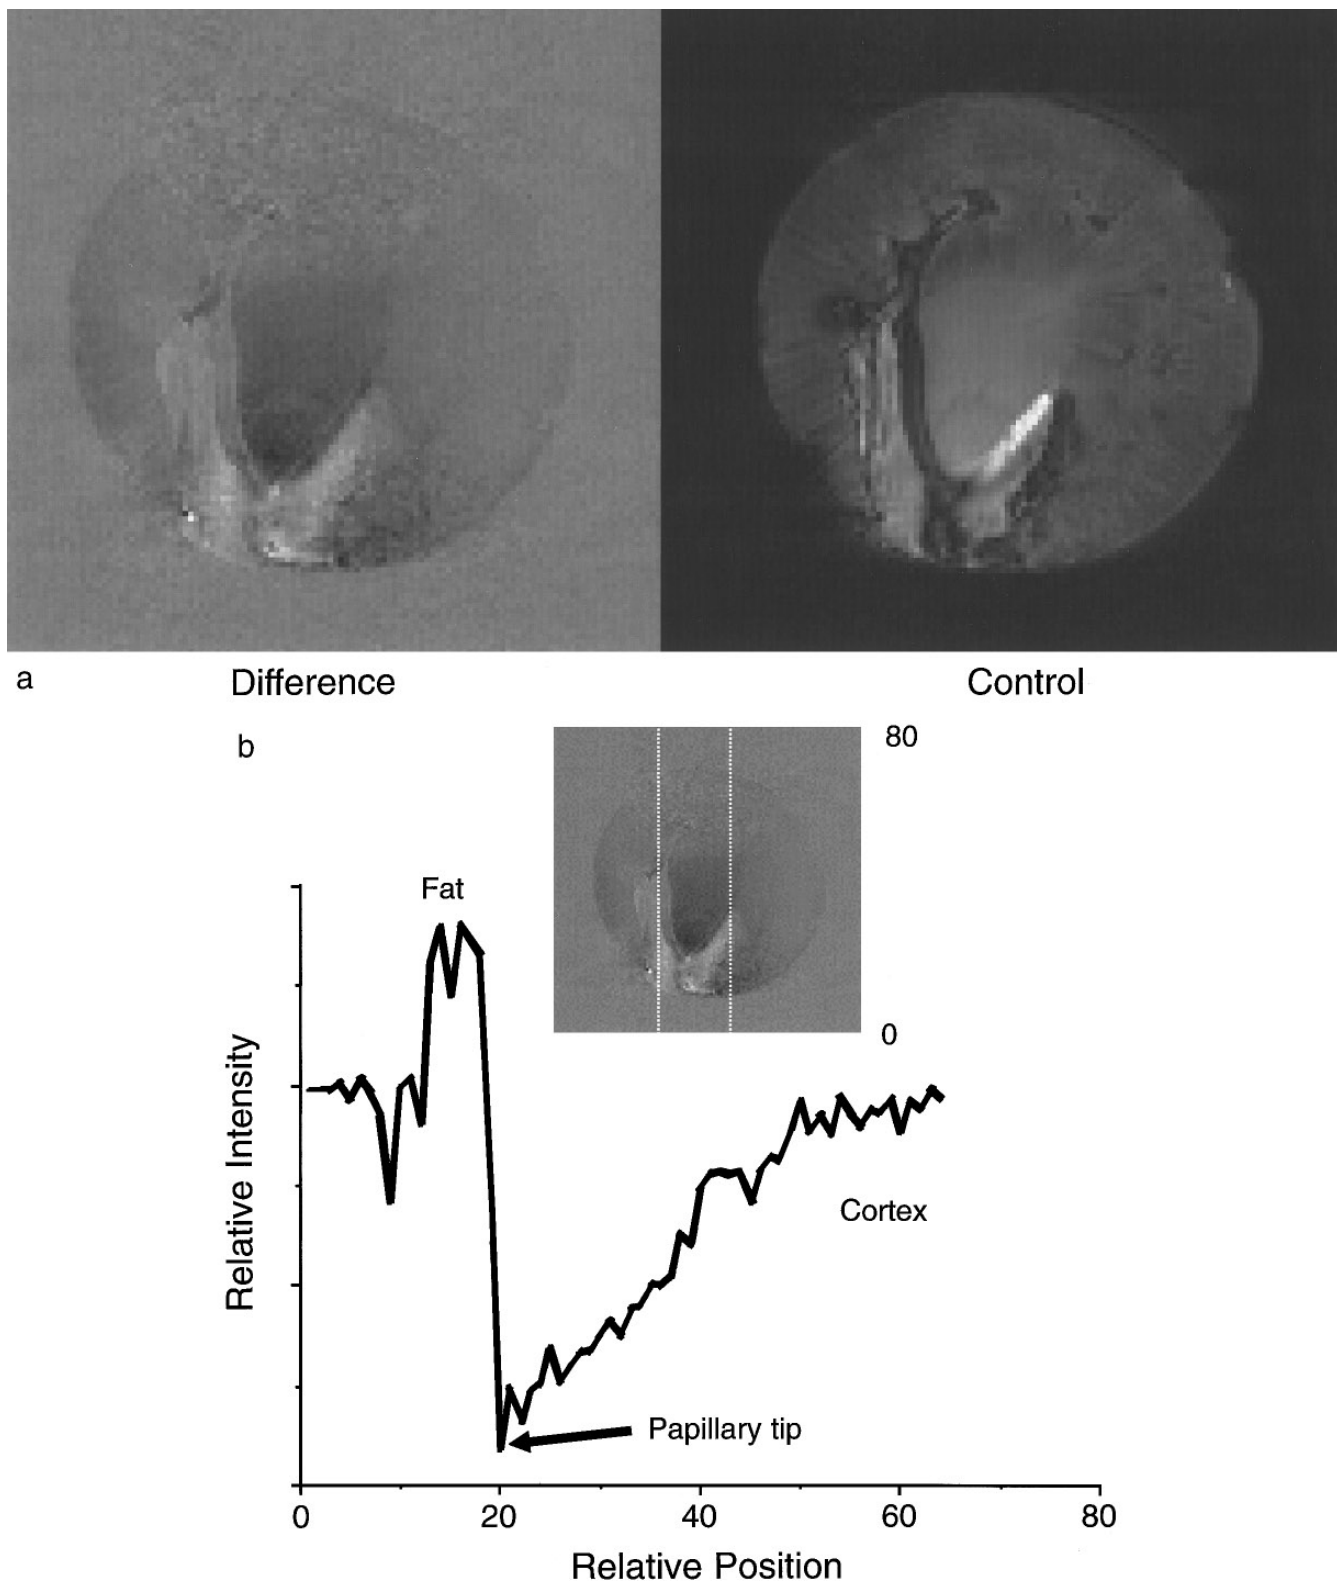 a
Difference
Control
b
80
0
Fat
Relative Intensity
Cortex
Papillary tip
0 20 40 60 80
Relative Position